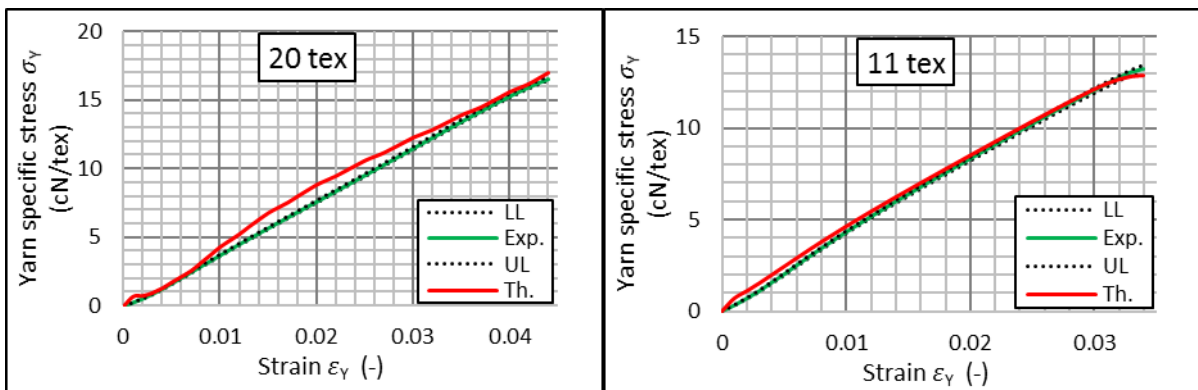 20 tex
Yarn specific stress σY
(cN/tex)
20
15
10
5
0
0
0.01
0.02
0.03
0.04
Strain εY (-)
LL
Exp.
UL
Th.
11 tex
Yarn specific stress σY
(cN/tex)
15
10
5
0
0
0.01
0.02
0.03
Strain εY (-)
LL
Exp.
UL
Th.